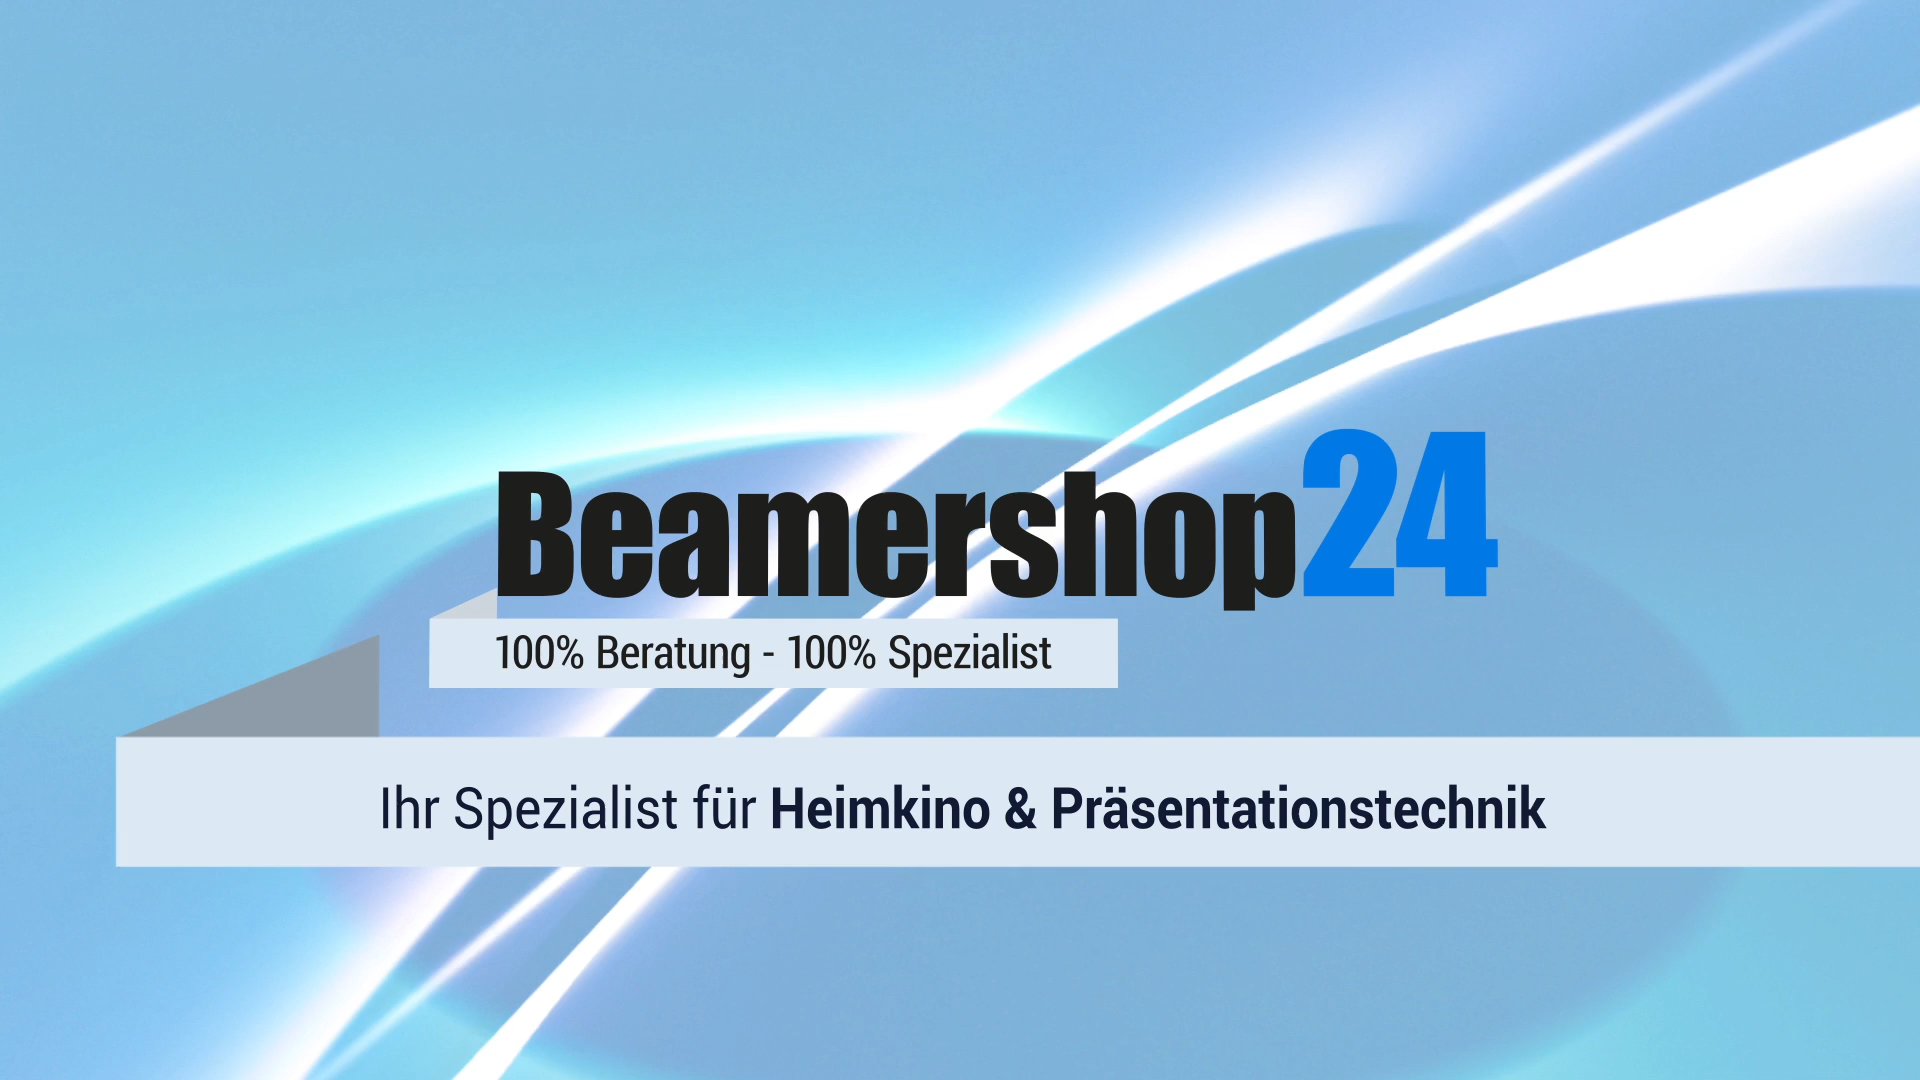 Beamershop24
100% Beratung - 100% Spezialist
Ihr Spezialist für Heimkino & Präsentationstechnik